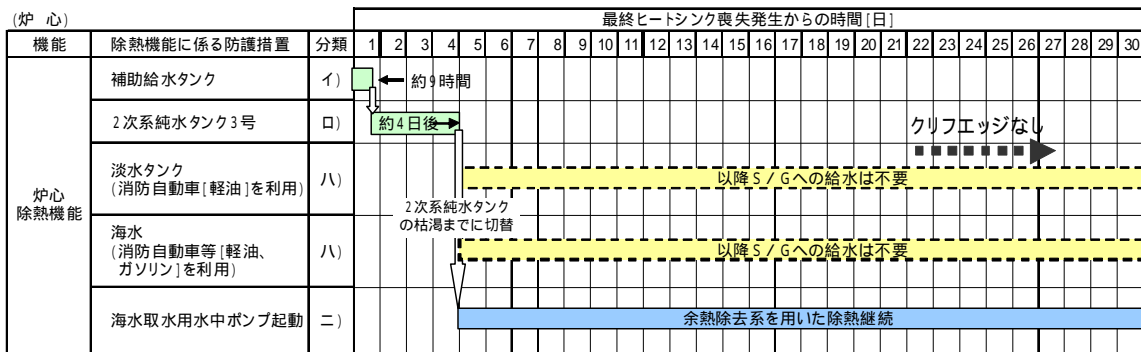 (炉 心)
最終ヒートシンク喪失発生からの時間[日]
機能 除熱機能に係る防護措置 分類 1 2 3 4 5 6 7 8 9 10 11 12 13 14 15 16 17 18 19 20 21 22 23 24 25 26 27 28 29 30
補助給水タンク イ) 約9時間
2次系純水タンク3号 ロ) 約4日後
クリフエッジなし
淡水タンク
(消防自動車[軽油]を利用) ハ) 以降S/Gへの給水は不要
炉心
除熱機能
2次系純水タンク
の枯渇までに切替
海水
(消防自動車等[軽油、
ガソリン]を利用) ハ) 以降S/Gへの給水は不要
海水取水用水中ポンプ起動 ニ) 余熱除去系を用いた除熱継続